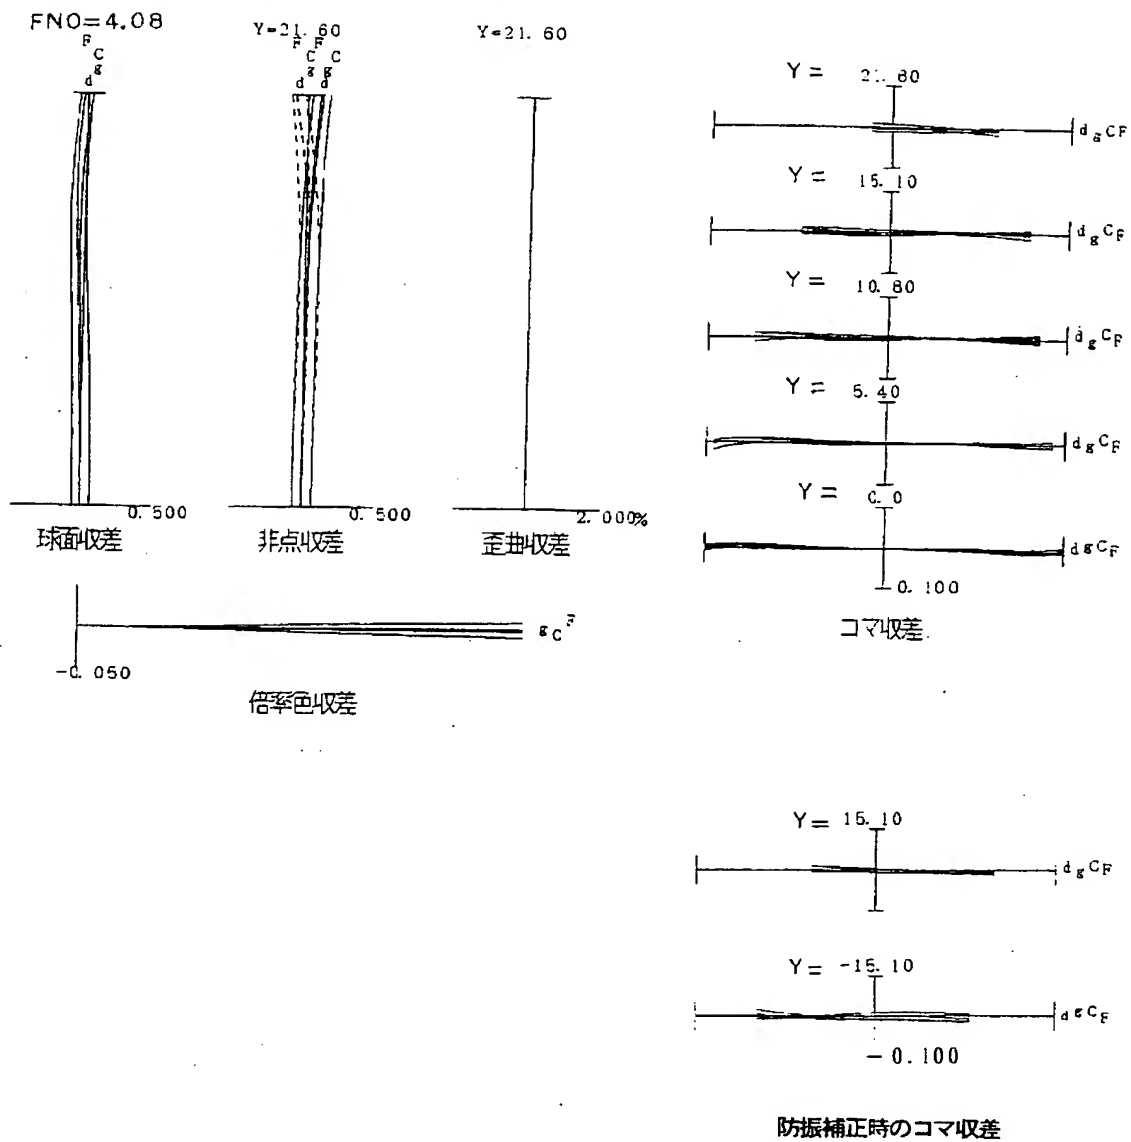 FNO=4.08
F
C
g
d
球面収差
0.500
Y=21.60
F F
C C
g g
d d
非点収差
0.500
Y=21.60
2.000%
歪曲収差
-0.050
g C F
倍率色収差
Y= 21.60
d g C F
Y= 15.10
d g C F
Y= 10.80
d g C F
Y= 5.40
d g C F
Y= 0.0
d g C F
0.100
コマ収差
Y= 15.10
d g C F
Y= -15.10
d g C F
-0.100
防振補正時のコマ収差